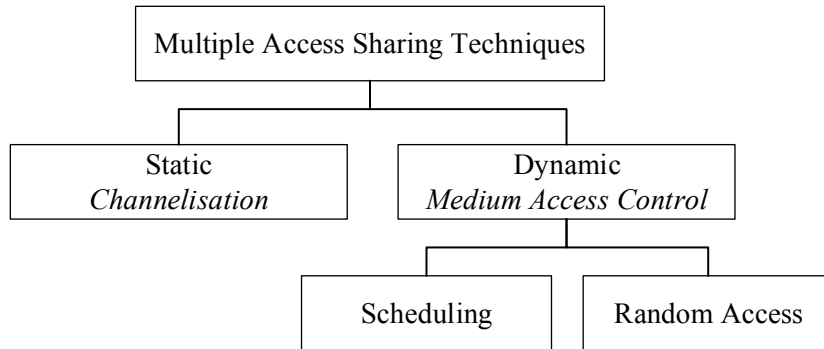 Multiple Access Sharing Techniques
Static
Channelisation
Dynamic
Medium Access Control
Scheduling
Random Access